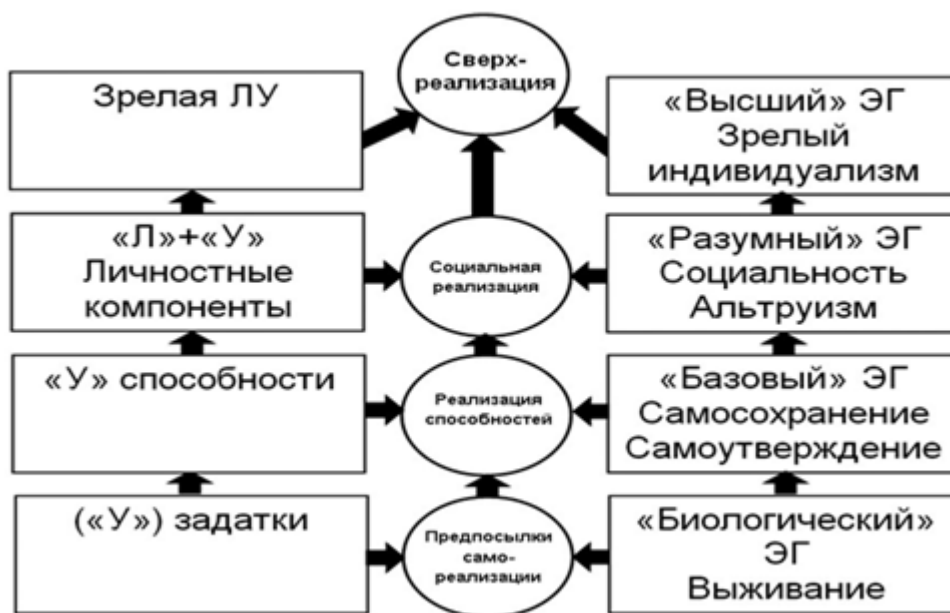 Сверх-
реализация
Зрелая ЛУ
«Высший» ЭГ
Зрелый
индивидуализм
«Л»+«У»
Личностные
компоненты
Социальная
реализация
«Разумный» ЭГ
Социальность
Альтруизм
«У» способности
Реализация
способностей
«Базовый» ЭГ
Самосохранение
Самоутверждение
(«У») задатки
Предпосылки
само-
реализации
«Биологический»
ЭГ
Выживание